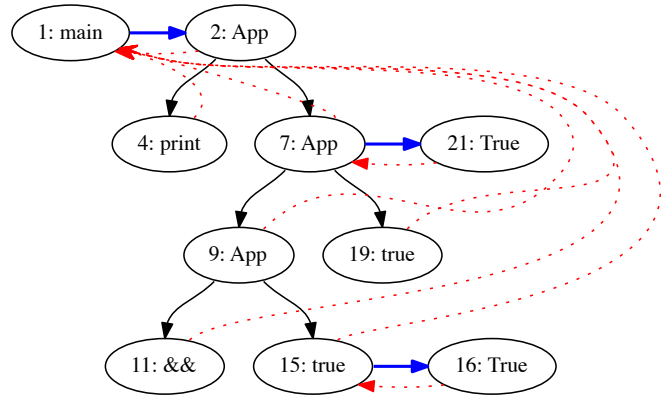 1: main
2: App
4: print
7: App
21: True
9: App
19: true
11: &&
15: true
16: True